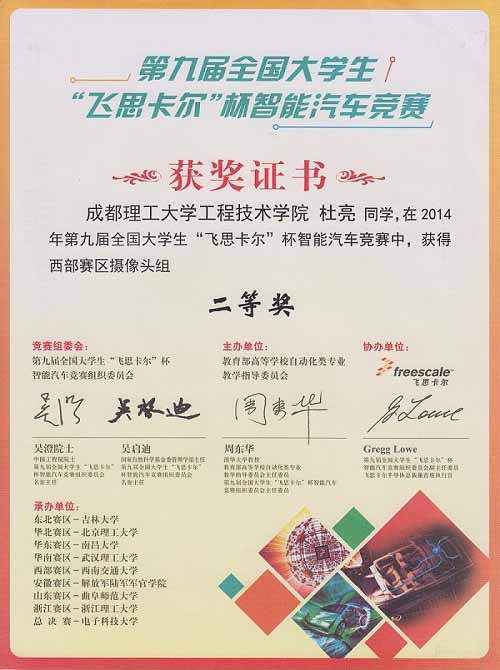 第九届全国大学生
“飞思卡尔”杯智能汽车竞赛
获奖证书
成都理工大学工程技术学院 杜亮 同学,在 2014
年第九届全国大学生“飞思卡尔”杯智能汽车竞赛中，获得
西部赛区摄像头组
二等奖
竞赛组委会：
第九届全国大学生“飞思卡尔”杯
智能汽车竞赛组织委员会
主办单位：
教育部高等学校自动化类专业
教学指导委员会
协办单位：
freescale™
飞思卡尔
吴启迪
周东华
G Lowe
吴澄院士
中国工程院院士
第九届全国大学生“飞思卡尔”
杯智能汽车竞赛组织委员会
名誉主任
吴启迪
国家自然科学基金委管理学部主任
第九届全国大学生“飞思卡尔”
杯智能汽车竞赛组织委员会
名誉主任
周东华
清华大学教授
教育部高等学校自动化类专业
教学指导委员会主任委员
第九届全国大学生“飞思卡尔”杯智能汽车
竞赛组织委员会主任委员
Gregg Lowe
第九届全国大学生“飞思卡尔”杯
智能汽车竞赛组织委员会副主任委员
飞思卡尔半导体总裁兼首席执行官
承办单位：
东北赛区－吉林大学
华北赛区－北京理工大学
华东赛区－南昌大学
华南赛区－武汉理工大学
西部赛区－西南交通大学
安徽赛区－解放军陆军军官学院
山东赛区－曲阜师范大学
浙江赛区－浙江理工大学
总 决 赛－电子科技大学